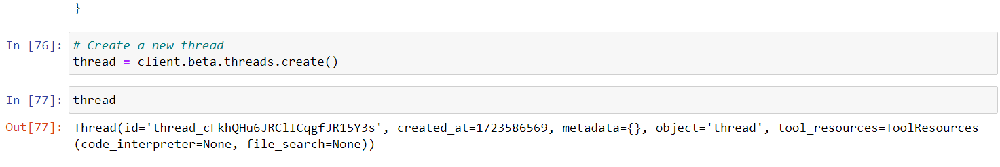 }
In [76]: # Create a new thread
thread = client.beta.threads.create()
In [77]: thread
Out[77]: Thread(id='thread_cFkhQHu6JRClICqgfJR15Y3s', created_at=1723586569, metadata={}, object='thread', tool_resources=ToolResources
(code_interpreter=None, file_search=None))